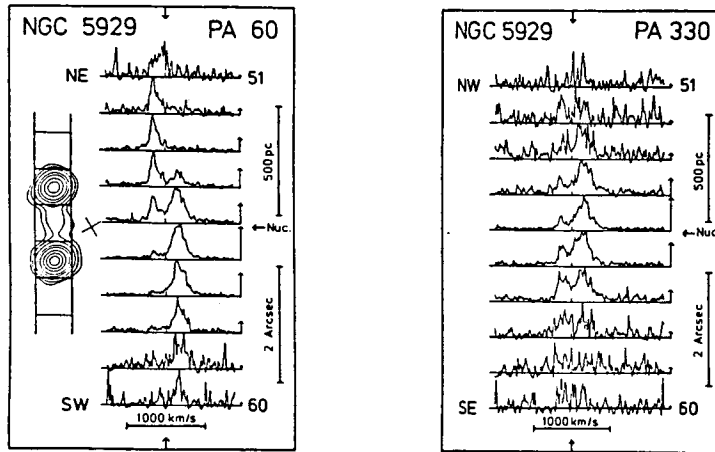 NGC 5929 PA 60
NE
51
500 pc
←Nuc.
2 Arcsec
SW
60
1000 km/s
NGC 5929 PA 330
NW
51
500 pc
←Nuc.
2 Arcsec
SE
60
1000 km/s